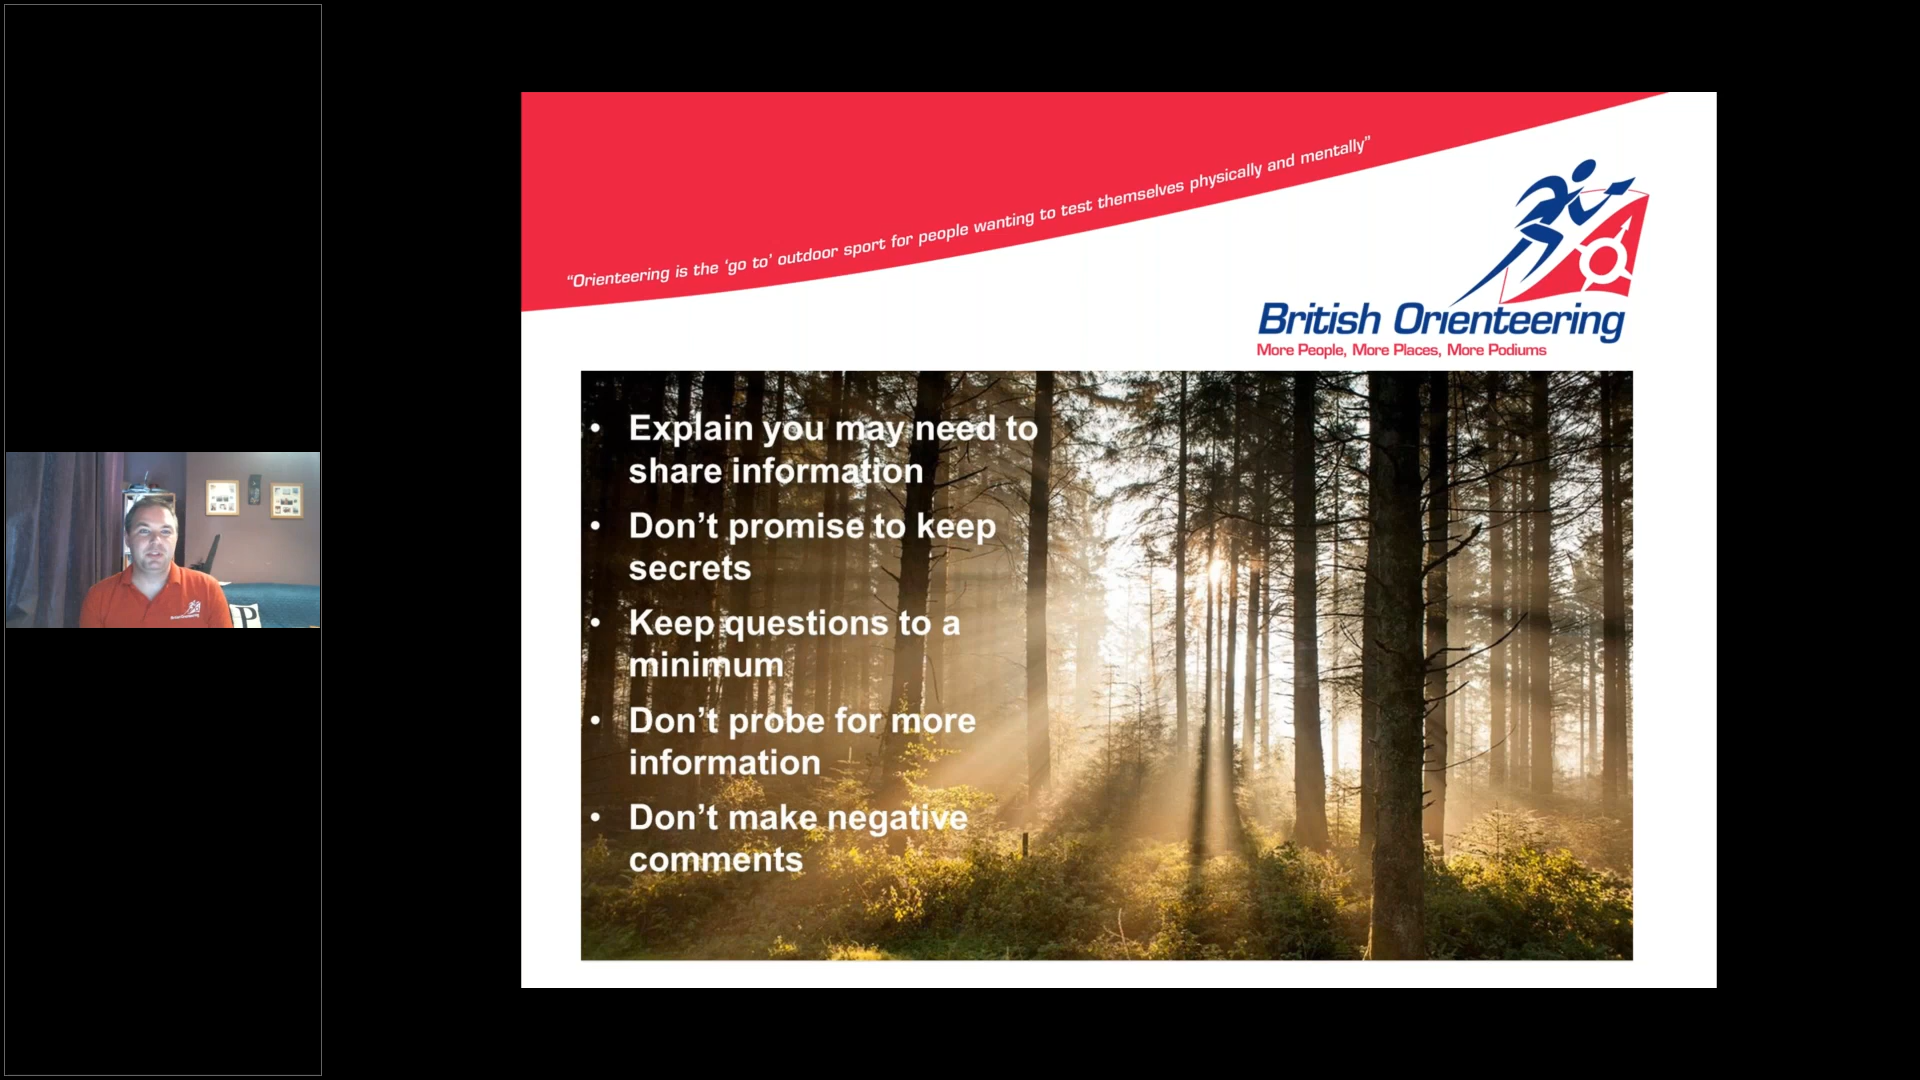 “Orienteering is the ‘go to’ outdoor sport for people wanting to test themselves physically and mentally”
British Orienteering
More People, More Places, More Podiums
• Explain you may need to
share information
• Don’t promise to keep
secrets
• Keep questions to a
minimum
• Don’t probe for more
information
• Don’t make negative
comments
P